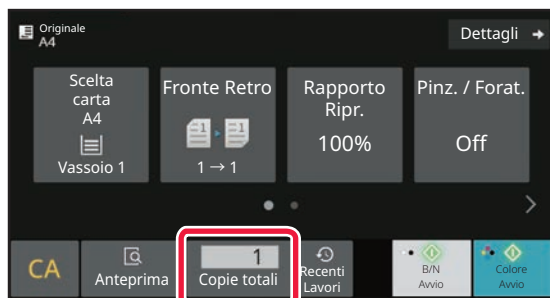 Originale
A4
Dettagli
Scelta
carta
A4
Vassoio 1
Fronte Retro
1 → 1
Rapporto
Ripr.
100%
Pinz. / Forat.
Off
CA
Anteprima
1
Copie totali
Recenti
Lavori
B/N
Avvio
Colore
Avvio